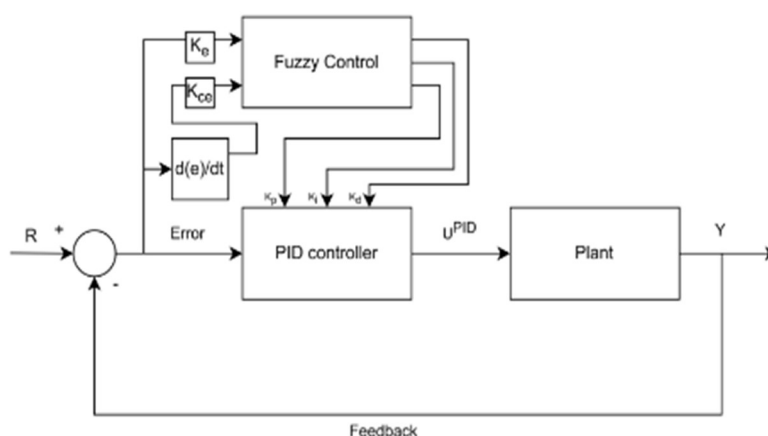 Ke
Fuzzy Control
Kce
d(e)/dt
Kp
Ki
Kd
R
+
Error
PID controller
UPID
Plant
Y
-
Feedback